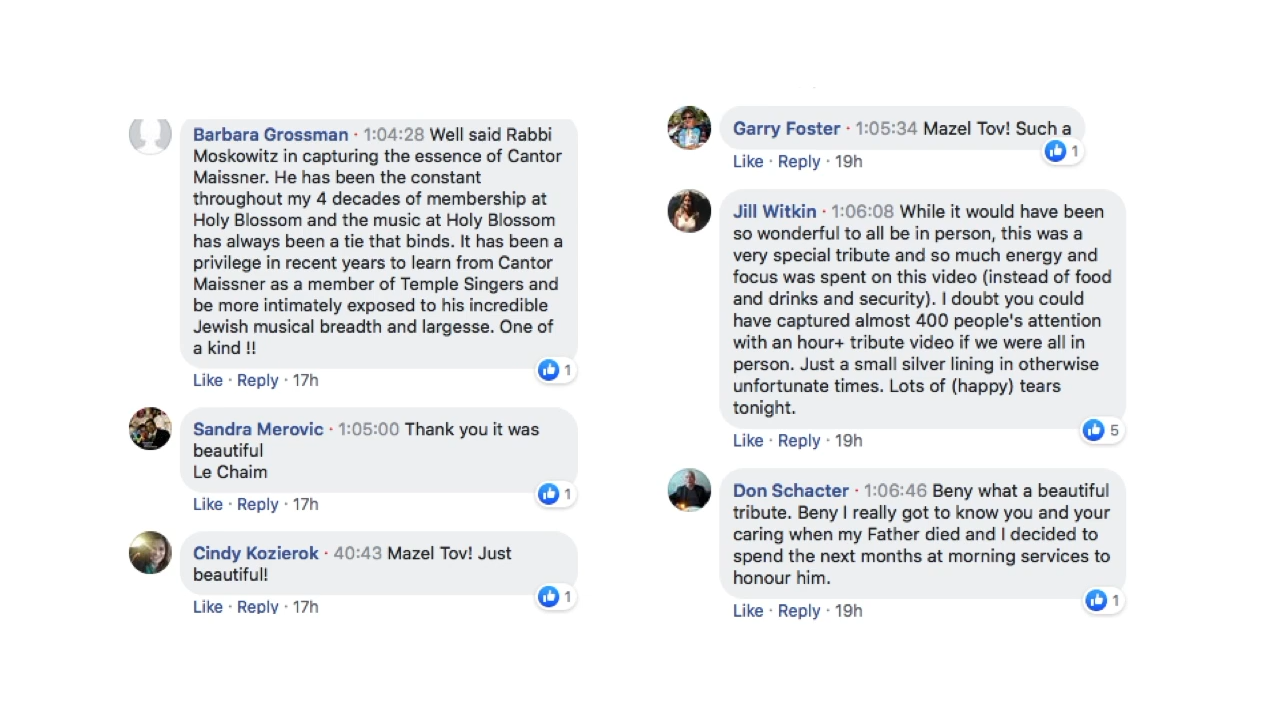 Barbara Grossman · 1:04:28 Well said Rabbi
Moskowitz in capturing the essence of Cantor
Maissner. He has been the constant
throughout my 4 decades of membership at
Holy Blossom and the music at Holy Blossom
has always been a tie that binds. It has been a
privilege in recent years to learn from Cantor
Maissner as a member of Temple Singers and
be more intimately exposed to his incredible
Jewish musical breadth and largesse. One of
a kind !!
1
Like · Reply · 17h
Sandra Merovic · 1:05:00 Thank you it was
beautiful
Le Chaim
1
Like · Reply · 17h
Cindy Kozierok · 40:43 Mazel Tov! Just
beautiful!
1
Like · Reply · 17h
Garry Foster · 1:05:34 Mazel Tov! Such a
1
Like · Reply · 19h
Jill Witkin · 1:06:08 While it would have been
so wonderful to all be in person, this was a
very special tribute and so much energy and
focus was spent on this video (instead of food
and drinks and security). I doubt you could
have captured almost 400 people's attention
with an hour+ tribute video if we were all in
person. Just a small silver lining in otherwise
unfortunate times. Lots of (happy) tears
tonight.
5
Like · Reply · 19h
Don Schacter · 1:06:46 Beny what a beautiful
tribute. Beny I really got to know you and your
caring when my Father died and I decided to
spend the next months at morning services to
honour him.
1
Like · Reply · 19h